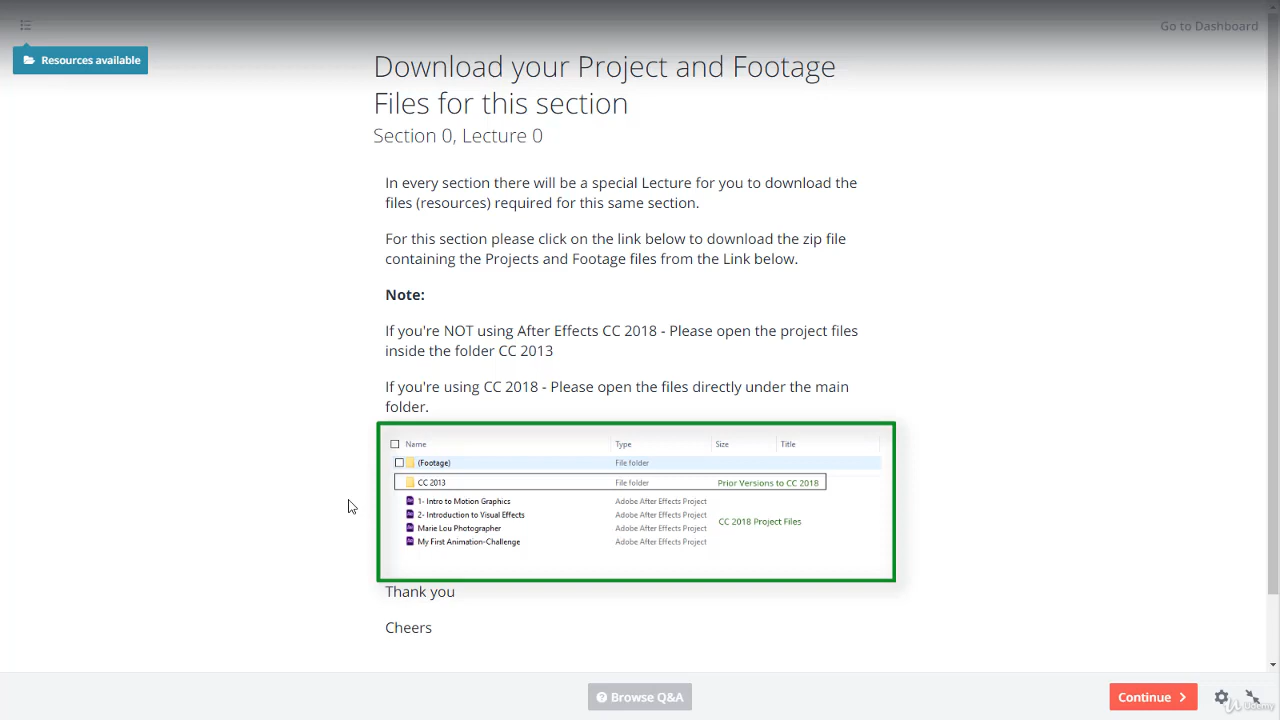 Go to Dashboard
Resources available
Download your Project and Footage
Files for this section
Section 0, Lecture 0
In every section there will be a special Lecture for you to download the
files (resources) required for this same section.
For this section please click on the link below to download the zip file
containing the Projects and Footage files from the Link below.
Note:
If you're NOT using After Effects CC 2018 - Please open the project files
inside the folder CC 2013
If you're using CC 2018 - Please open the files directly under the main
folder.
Name Type Size Title
(Footage) File folder
CC 2013 File folder Prior Versions to CC 2018
1- Intro to Motion Graphics Adobe After Effects Project
2- Introduction to Visual Effects Adobe After Effects Project
CC 2018 Project Files
Marie Lou Photographer Adobe After Effects Project
My First Animation-Challenge Adobe After Effects Project
Thank you
Cheers
Browse Q&A
Continue
Udemy